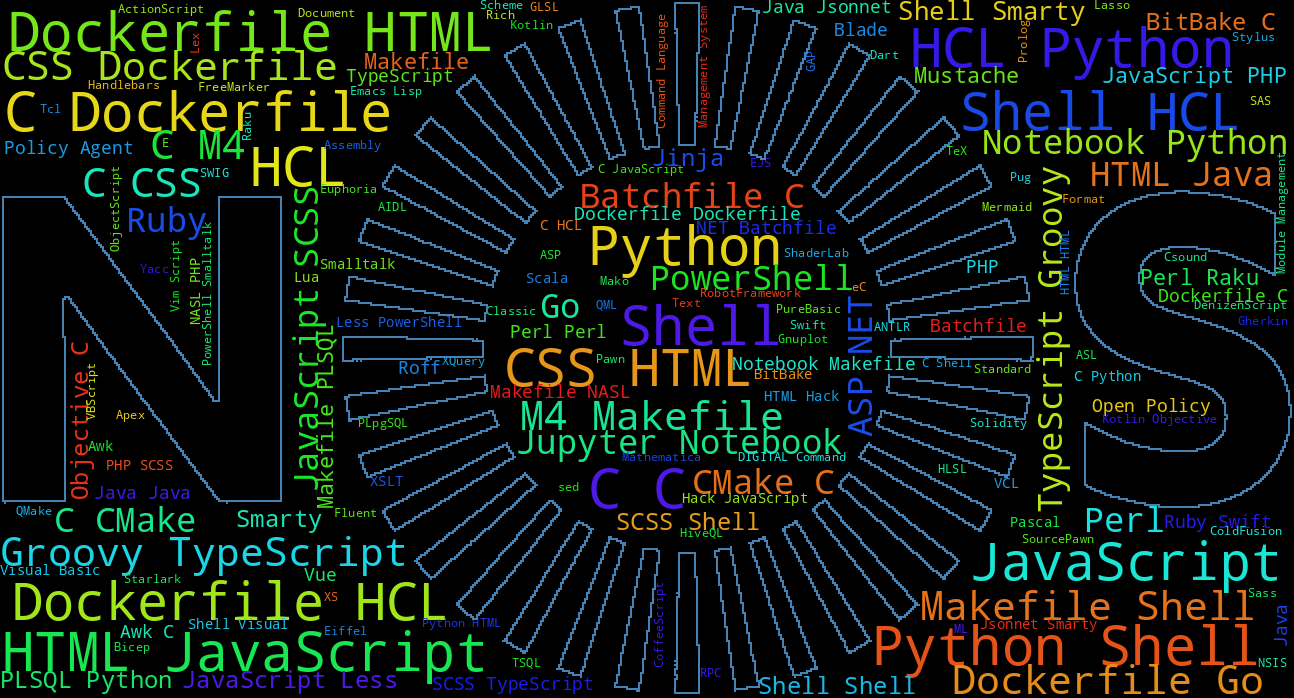 ActionScript
Document
Scheme
GLSL
Rich
Kotlin
Java Jsonnet
Shell Smarty
Lasso
BitBake C
Stylus
Dockerfile HTML
Lex
Command Language
Management System
Blade
GAP
Dart
HCL Python
Prolog
CSS Dockerfile
Makefile
TypeScript
Mustache
JavaScript PHP
Handlebars
FreeMarker
Emacs Lisp
C Dockerfile
Tcl
Shell HCL
SAS
Raku
Policy Agent
E
C M4
Assembly
HCL
Jinja
EJS
TeX
Notebook Python
C CSS
SWIG
Euphoria
C JavaScript
Pug
HTML Java
Module Management
ObjectScript
Ruby
AIDL
Batchfile C
Mermaid
Format
Dockerfile Dockerfile
C HCL
NET Batchfile
Python
Yacc
Vim Script
NASL PHP
PowerShell Smalltalk
JavaScript SCSS
Smalltalk
Lua
ASP
ShaderLab
Scala
Mako
PowerShell
eC
PHP
TypeScript Groovy
HTML HTML
Csound
Perl Raku
Dockerfile C
DenizenScript
Gherkin
RobotFramework
Text
QML
Classic
Go
PureBasic
Less PowerShell
Perl Perl
Shell
Swift
ANTLR
Batchfile
Gnuplot
ASP NET
Objective C
VBScript
Makefile PLSQL
Roff
XQuery
Pawn
CSS HTML
Notebook Makefile
C Shell
Standard
BitBake
ASL
C Python
Makefile NASL
HTML Hack
Apex
Open Policy
Kotlin Objective
PLpgSQL
M4 Makefile
Solidity
Awk
Jupyter Notebook
PHP SCSS
Mathematica
DIGITAL Command
HLSL
XSLT
sed
C C
CMake C
VCL
Java Java
Hack JavaScript
QMake
C CMake
Smarty
Fluent
SCSS Shell
HiveQL
Pascal
Perl
Ruby Swift
ColdFusion
SourcePawn
Groovy TypeScript
Visual Basic
Starlark
Vue
JavaScript
Sass
Dockerfile HCL
XS
CoffeeScript
Makefile Shell
Java
Awk C
Shell Visual
Eiffel
Python HTML
ML
Jsonnet Smarty
Bicep
HTML JavaScript
TSQL
RPC
Python Shell
NSIS
PLSQL Python
JavaScript Less
SCSS TypeScript
Shell Shell
Dockerfile Go